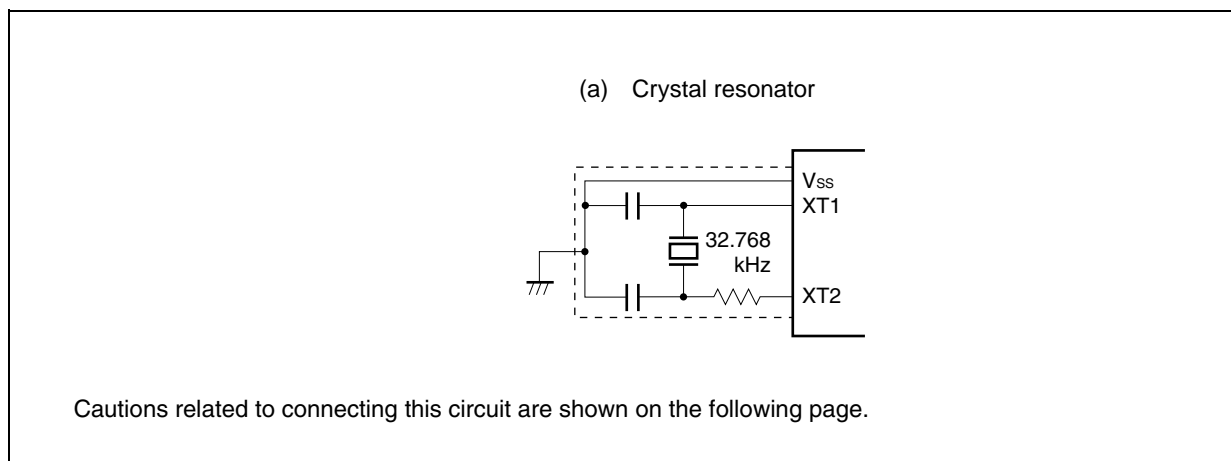 (a) Crystal resonator
VSS
XT1
32.768
kHz
XT2
Cautions related to connecting this circuit are shown on the following page.